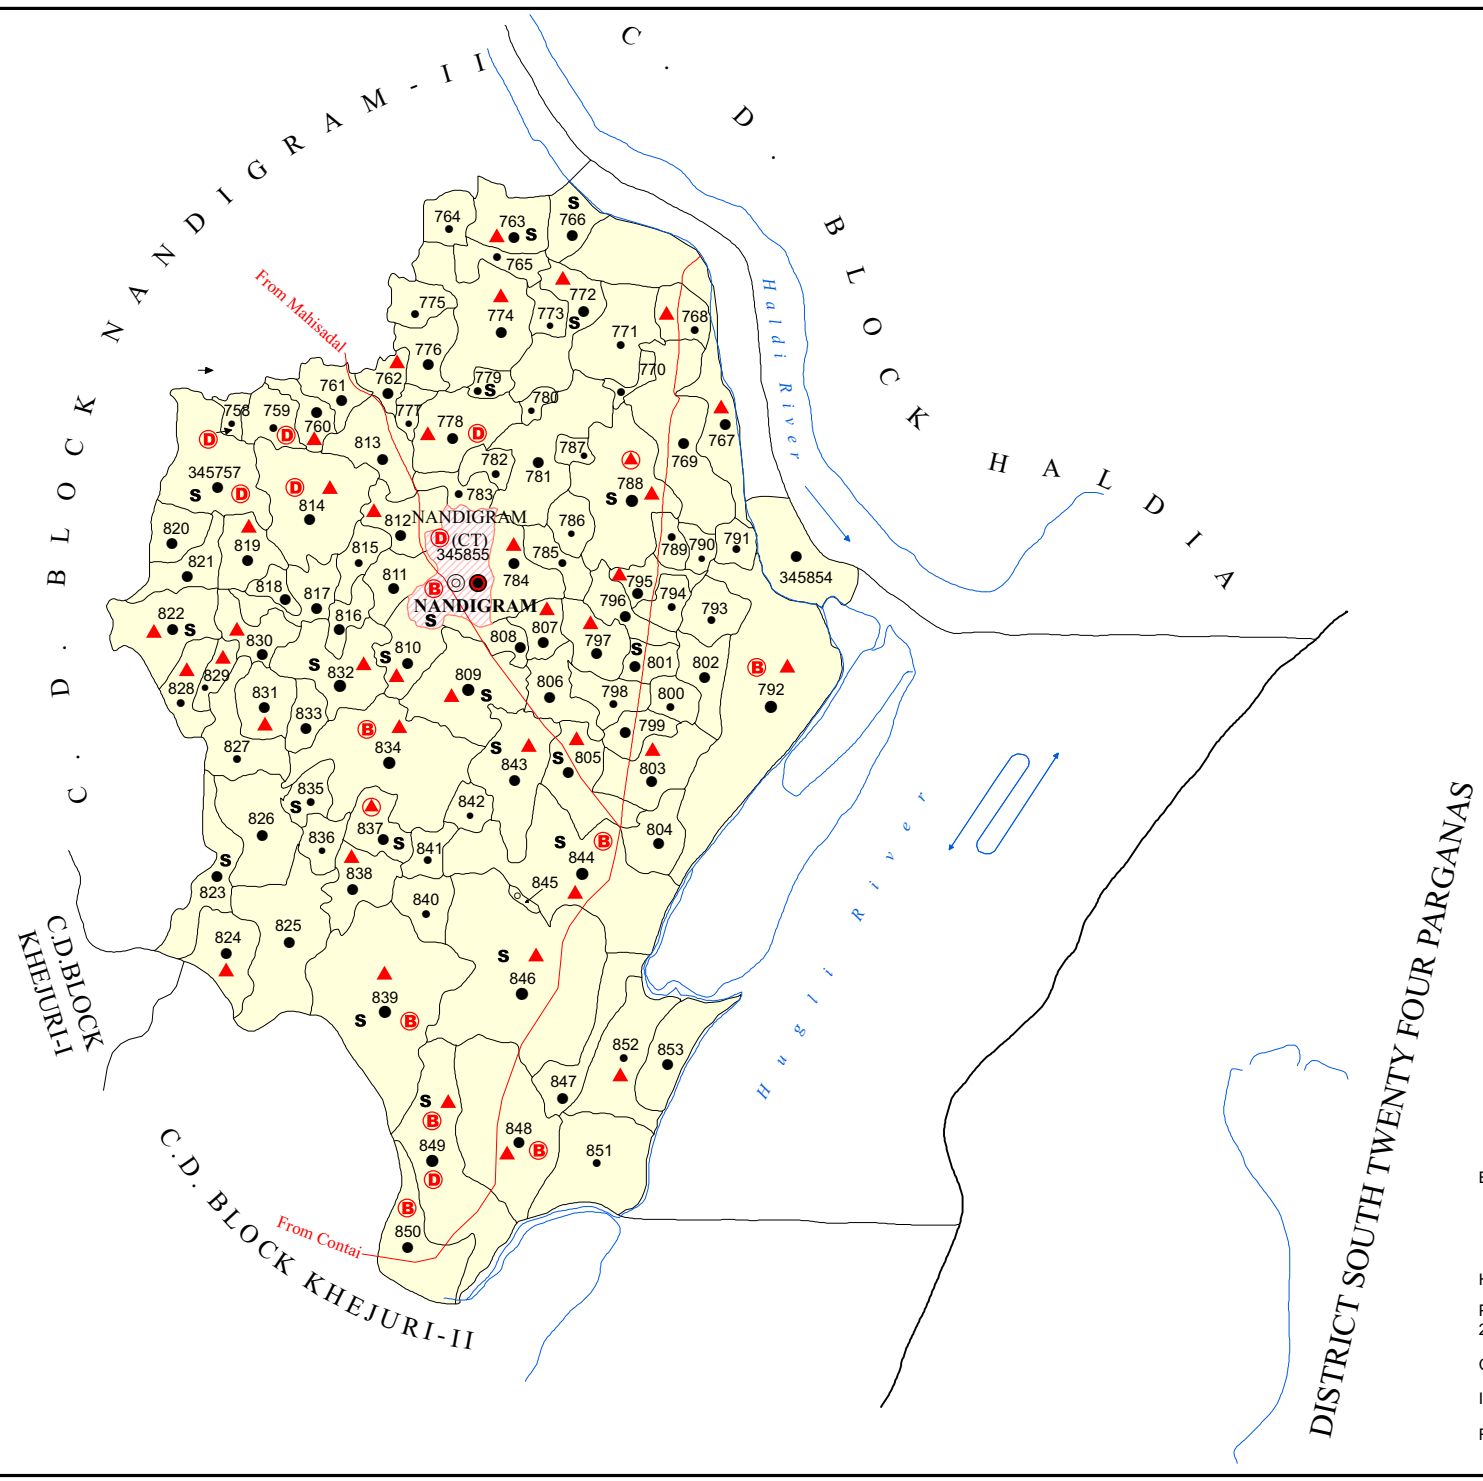 C. D. BLOCK HALDIA
C. D. BLOCK NANDIGRAM-II
S
764
763
S
766
765
From Mahisadal
775
772
774
773
S
768
771
776
770
762
779
S
761
780
777
758
759
760
778
D
767
D
D
813
787
769
782
781
345757
788
S
D
D
783
S
814
NANDIGRAM
812
786
820
D
(CT)
345855
785
789
790
791
819
815
821
784
795
345854
811
B
818
817
794
796
NANDIGRAM
793
816
822
S
S
807
808
830
797
S
S
S
810
801
802
B
832
829
809
S
828
806
798
800
792
831
833
B
799
827
834
S
843
S
805
803
835
S
842
826
837
S
836
S
B
804
841
844
S
838
823
845
840
825
824
S
846
839
S
B
852
853
847
S
B
848
B
849
851
D
B
850
From Contai
Haldi River
Hugli River
C.D.BLOCK
KHEJURI-I
C.D. BLOCK KHEJURI-II
DISTRICT SOUTH TWENTY FOUR PARGANAS